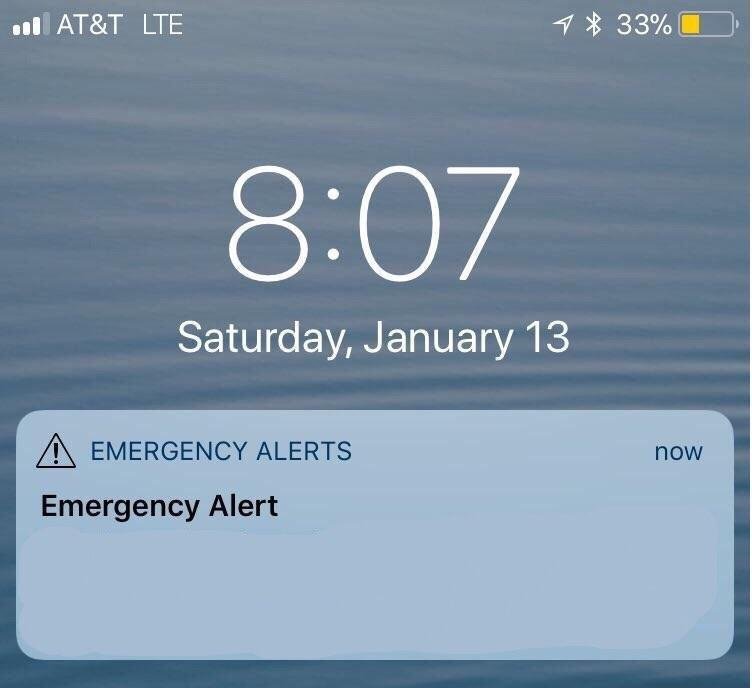 AT&T LTE 33%
8:07
Saturday, January 13
EMERGENCY ALERTS now
Emergency Alert